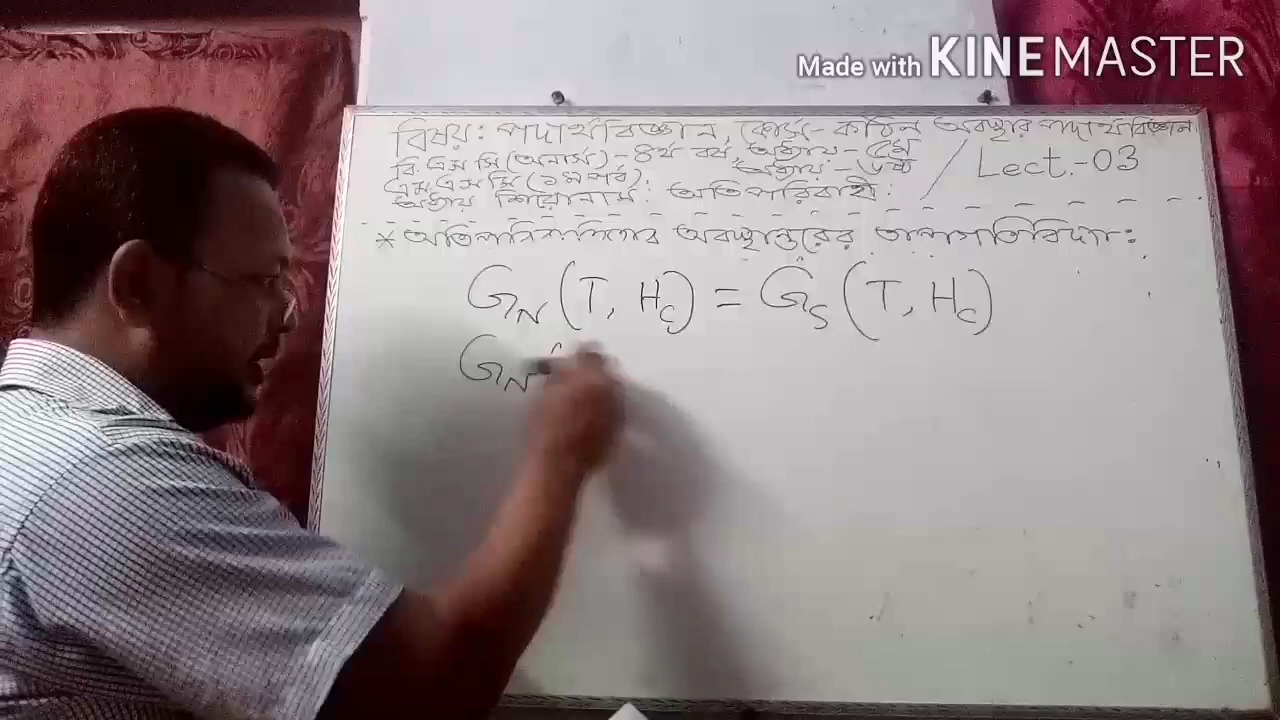 Made with KINEMASTER
বিষয়: পদার্থবিজ্ঞান, কোর্স- কঠিন অবস্থার পদার্থবিজ্ঞান
বি.এস.সি (অনার্স)- ৪র্থ বর্ষ, অধ্যায়- ৫ম
এম.এস.সি (১ম পর্ব): অধ্যায়- ৬ষ্ঠ
Lect.-03
অধ্যায় শিরোনাম: অতিপরিবাহী:
* অতিপরিবাহিতার অবস্থান্তরের তাপগতিবিদ্যা:
G_N (T, H_c) = G_S (T, H_c)
G_N